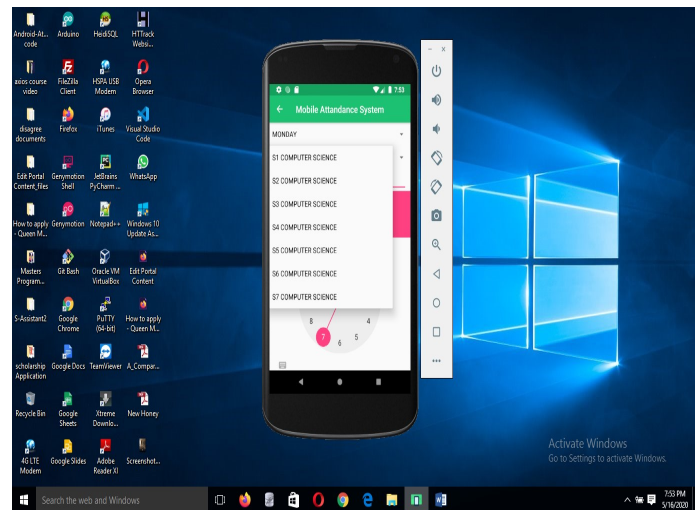 Android-At... code
Arduino
HeidiSQL
HTTrack Websi...
axios course video
FileZilla Client
HSPA USB Modem
Opera Browser
disagree documents
Firefox
iTunes
Visual Studio Code
Edit Portal Content_files
Genymotion Shell
JetBrains PyCharm ...
WhatsApp
How to apply - Queen M...
Genymotion
Notepad++
Windows 10 Update As...
Masters Program...
Git Bash
Oracle VM VirtualBox
Edit Portal Content
S-Assistant2
Google Chrome
PuTTY (64-bit)
How to apply - Queen M...
scholarship Application
Google Docs
TeamViewer
A_Compar...
Recycle Bin
Google Sheets
Xtreme Downlo...
New Honey
4G LTE Modem
Google Slides
Adobe Reader XI
Screenshot...
7:53
Mobile Attandance System
MONDAY
S1 COMPUTER SCIENCE
S2 COMPUTER SCIENCE
S3 COMPUTER SCIENCE
S4 COMPUTER SCIENCE
S5 COMPUTER SCIENCE
S6 COMPUTER SCIENCE
S7 COMPUTER SCIENCE
8 4
7 5
6
Activate Windows
Go to Settings to activate Windows.
Search the web and Windows
7:53 PM
5/16/2020